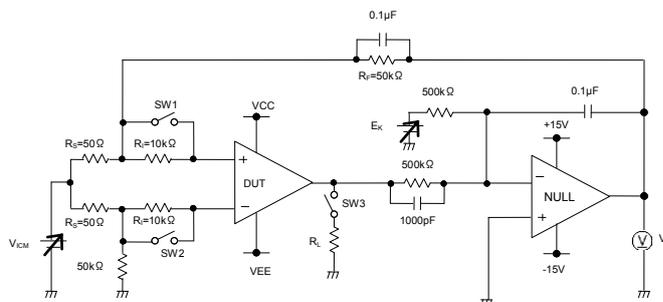 0.1μF
RF=50kΩ
SW1
VCC
500kΩ
0.1μF
EK
+15V
RS=50Ω
Ri=10kΩ
+
DUT
−
500kΩ
1000pF
−
NULL
+
RS=50Ω
Ri=10kΩ
SW3
VICM
50kΩ
SW2
VEE
RL
-15V
V
V